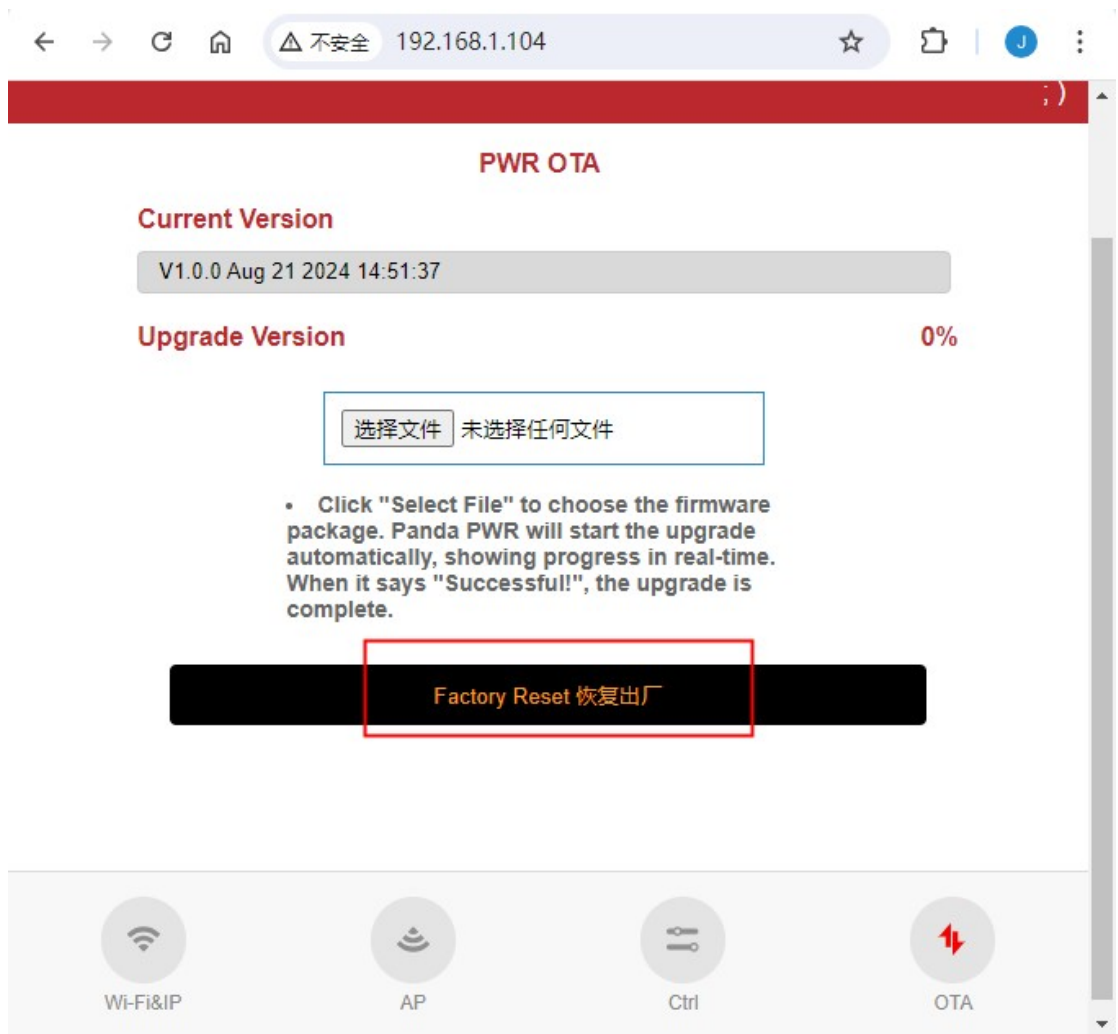 不安全 192.168.1.104
J
; )
PWR OTA
Current Version
V1.0.0 Aug 21 2024 14:51:37
Upgrade Version 0%
选择文件 未选择任何文件
• Click "Select File" to choose the firmware
package. Panda PWR will start the upgrade
automatically, showing progress in real-time.
When it says "Successful!", the upgrade is
complete.
Factory Reset 恢复出厂
Wi-Fi&IP AP Ctrl OTA